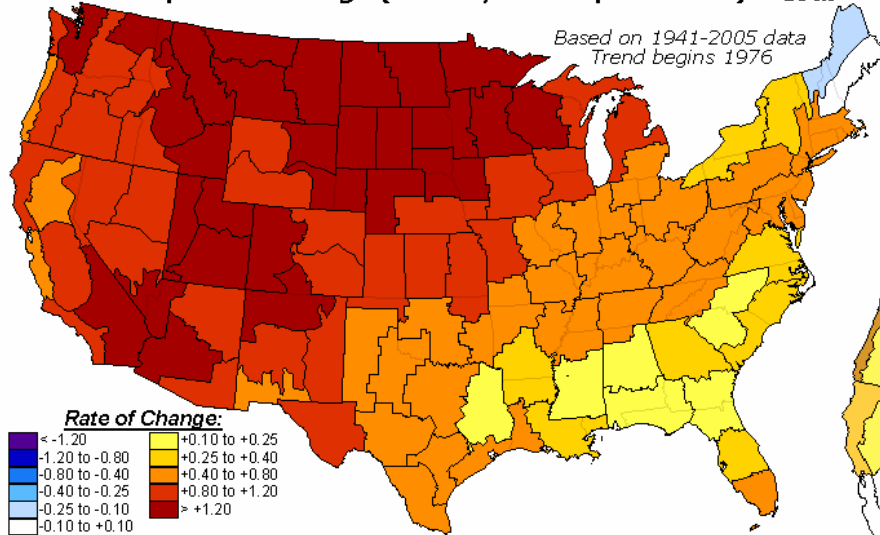 Based on 1941-2005 data
Trend begins 1976
Rate of Change:
< -1.20
-1.20 to -0.80
-0.80 to -0.40
-0.40 to -0.25
-0.25 to -0.10
-0.10 to +0.10
+0.10 to +0.25
+0.25 to +0.40
+0.40 to +0.80
+0.80 to +1.20
> +1.20